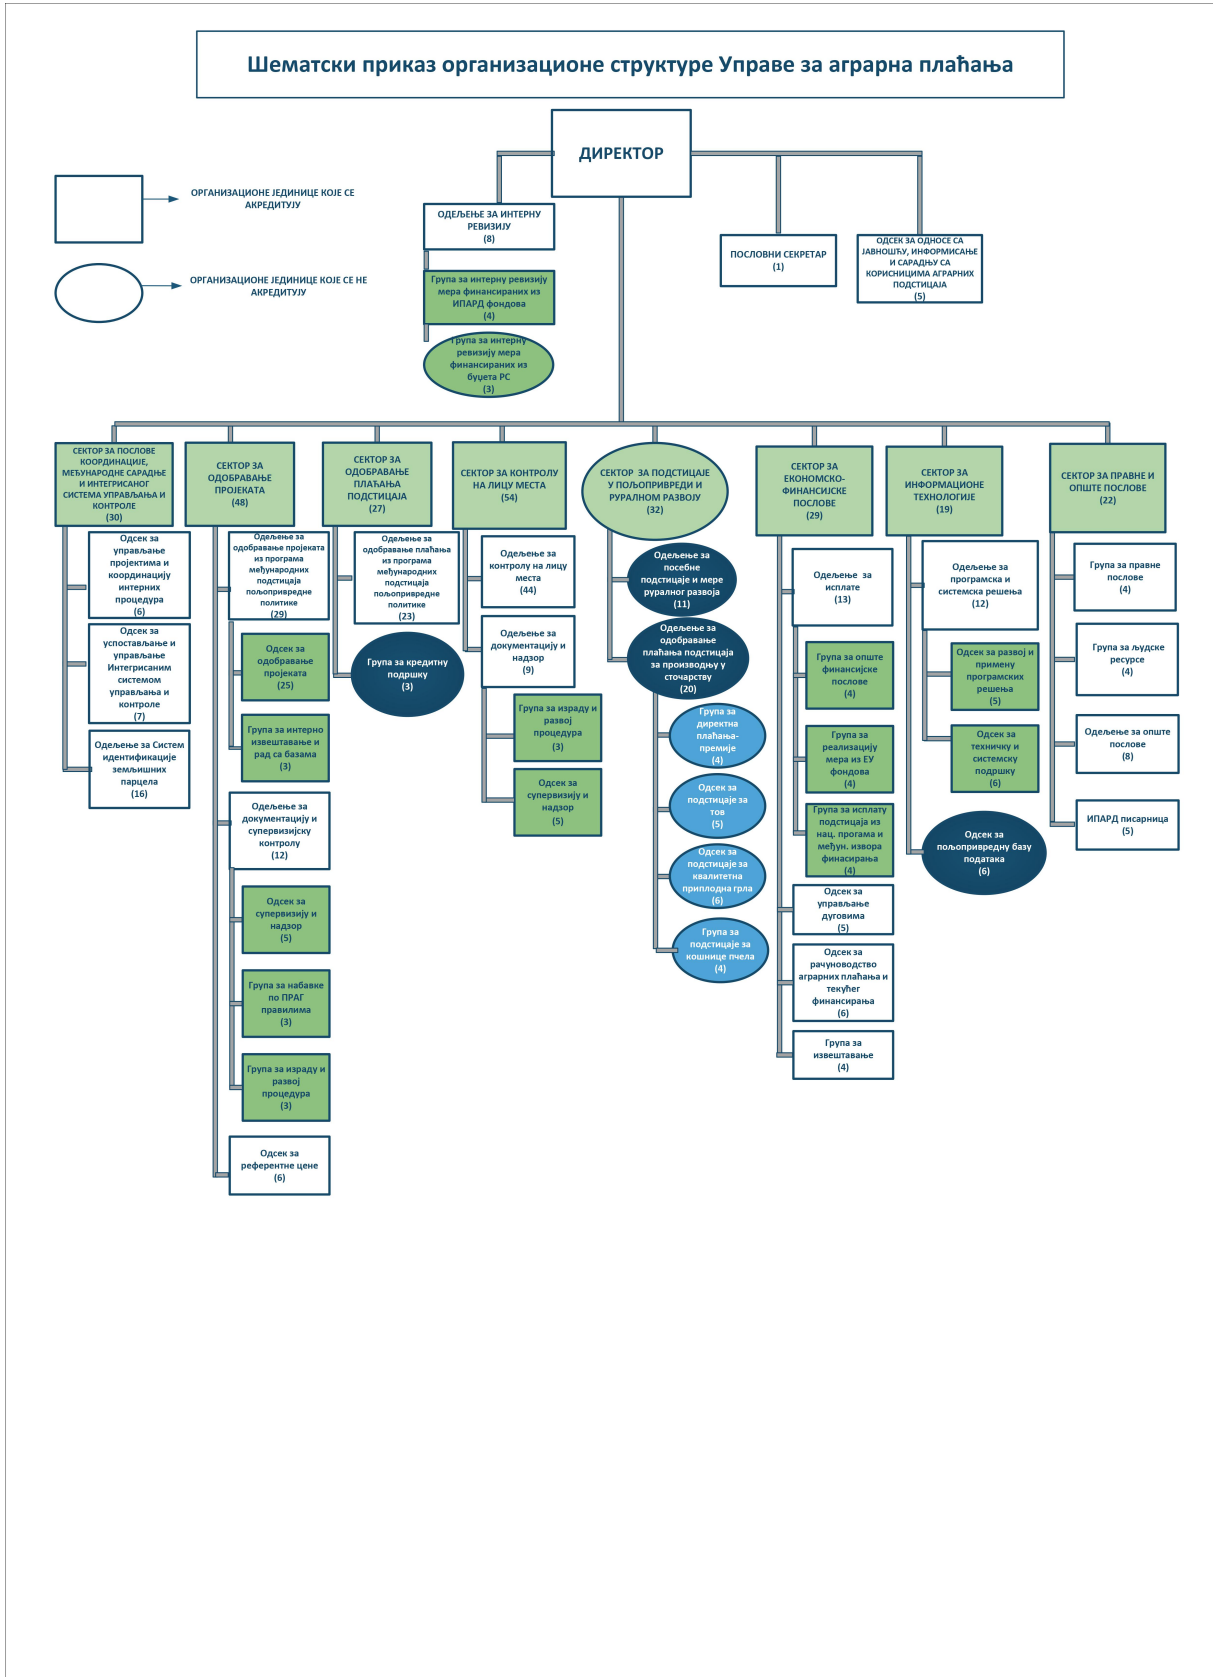 Шематски приказ организационе структуре Управе за аграрна плаћања
ДИРЕКТОР
ОРГАНИЗАЦИОНЕ ЈЕДИНИЦЕ КОЈЕ СЕ
АКРЕДИТУЈУ
ОРГАНИЗАЦИОНЕ ЈЕДИНИЦЕ КОЈЕ СЕ НЕ
АКРЕДИТУЈУ
ОДЕЉЕЊЕ ЗА ИНТЕРНУ
РЕВИЗИЈУ
(8)
Група за интерну ревизију
мера финансираних из
ИПАРД фондова
(4)
Група за интерну
ревизију мера
финансираних из
буџета РС
(3)
ПОСЛОВНИ СЕКРЕТАР
(1)
ОДСЕК ЗА ОДНОСЕ СА
ЈАВНОШЋУ, ИНФОРМИСАЊЕ
И САРАДЊУ СА
КОРИСНИЦИМА АГРАРНИХ
ПОДСТИЦАЈА
(5)
СЕКТОР ЗА ПОСЛОВЕ
КООРДИНАЦИЈЕ,
МЕЂУНАРОДНЕ САРАДЊЕ
И ИНТЕГРИСАНОГ
СИСТЕМА УПРАВЉАЊА И
КОНТРОЛЕ
(30)
Одсек за
управљање
пројектима и
координацију
интерних
процедура
(6)
Одсек за
успостављање и
управљање
Интегрисаним
системом
управљања и
контроле
(7)
Одељење за Систем
идентификације
земљишних
парцела
(16)
СЕКТОР ЗА
ОДОБРАВАЊЕ
ПРОЈЕКАТА
(48)
Одељење за
одобравање пројеката
из програма
међународних
подстицаја
пољопривредне
политике
(29)
Одсек за
одобравање
пројеката
(25)
Група за интерно
извештавање и
рад са базама
(3)
Одељење за
документацију и
супервизијску
контролу
(12)
Одсек за
супервизију и
надзор
(5)
Група за набавке
по ПРАГ
правилима
(3)
Група за израду и
развој
процедура
(3)
Одсек за
референтне цене
(6)
СЕКТОР ЗА
ОДОБРАВАЊЕ
ПЛАЋАЊА
ПОДСТИЦАЈА
(27)
Одељење за
одобравање плаћања
из програма
међународних
подстицаја
пољопривредне
политике
(23)
Група за кредитну
подршку
(3)
СЕКТОР ЗА КОНТРОЛУ
НА ЛИЦУ МЕСТА
(54)
Одељење за
контролу на лицу
места
(44)
Одељење за
документацију и
надзор
(9)
Група за израду и
развој
процедура
(3)
Одсек за
супервизију и
надзор
(5)
СЕКТОР ЗА ПОДСТИЦАЈЕ
У ПОЉОПРИВРЕДИ И
РУРАЛНОМ РАЗВОЈУ
(32)
Одељење за
посебне
подстицаје и мере
руралног развоја
(11)
Одељење за
одобравање
плаћања подстицаја
за производњу у
сточарству
(20)
Група за
директна
плаћања-
премије
(4)
Одсек за
подстицаје за
тов
(5)
Одсек за
подстицаје за
квалитетна
приплодна грла
(6)
Група за
подстицаје за
кошнице пчела
(4)
СЕКТОР ЗА
ЕКОНОМСКО-
ФИНАНСИЈСКЕ
ПОСЛОВЕ
(29)
Одељење за
исплате
(13)
Група за опште
финансијске
послове
(4)
Група за
реализацију
мера из ЕУ
фондова
(4)
Група за исплату
подстицаја из
нац. прогама и
међун. извора
финасирања
(4)
Одсек за
управљање
дуговима
(5)
Одсек за
рачуноводство
аграрних плаћања и
текућег
финансирања
(6)
Група за
извештавање
(4)
СЕКТОР ЗА
ИНФОРМАЦИОНЕ
ТЕХНОЛОГИЈЕ
(19)
Одељење за
програмска и
системска решења
(12)
Одсек за развој и
примену
програмских
решења
(5)
Одсек за
техничку и
системску
подршку
(6)
Одсек за
пољопривредну базу
података
(6)
СЕКТОР ЗА ПРАВНЕ И
ОПШТЕ ПОСЛОВЕ
(22)
Група за правне
послове
(4)
Група за људске
ресурсе
(4)
Одељење за опште
послове
(8)
ИПАРД писарница
(5)